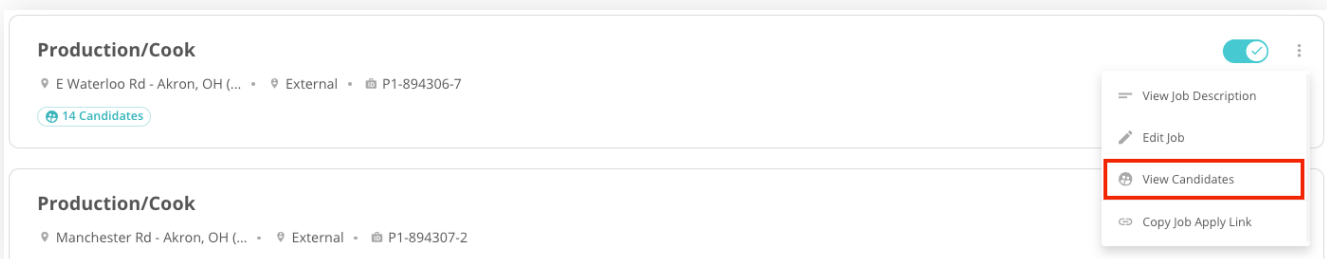 Production/Cook
E Waterloo Rd - Akron, OH (... • External • P1-894306-7
14 Candidates
View Job Description
Edit Job
View Candidates
Copy Job Apply Link
Production/Cook
Manchester Rd - Akron, OH (... • External • P1-894307-2